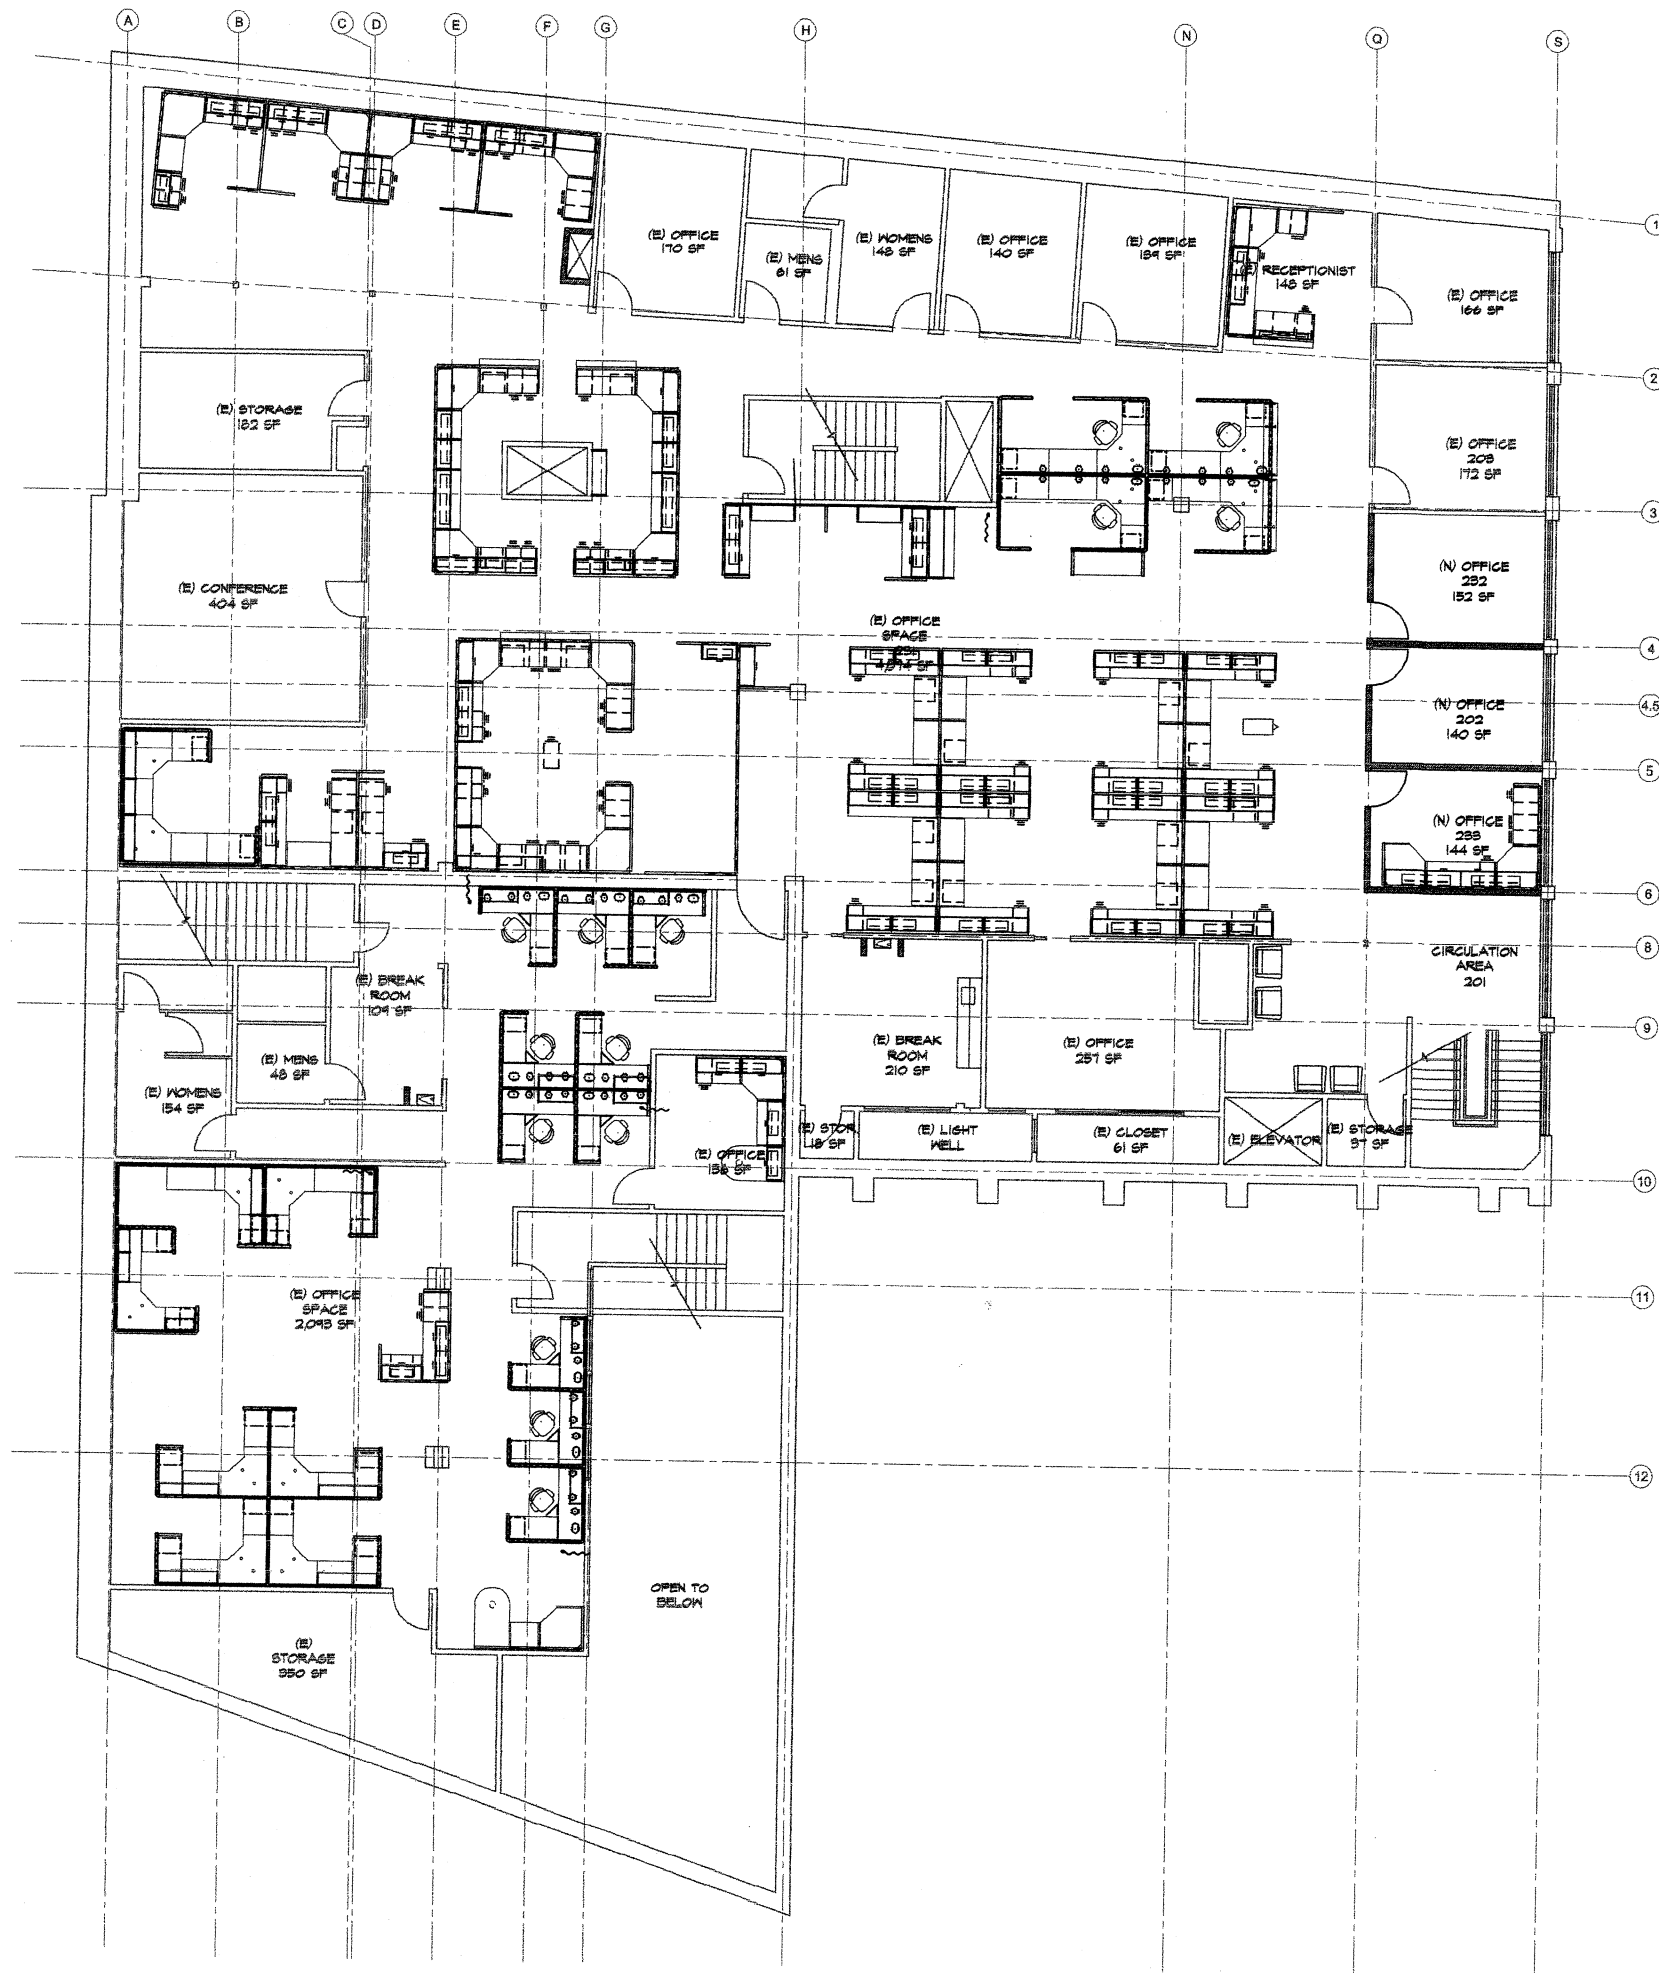 A
B
C
D
E
F
G
H
N
Q
S
1
2
3
4
4.5
5
6
8
9
10
11
12
(E) OFFICE
170 SF
(E) MENS
61 SF
(E) WOMENS
148 SF
(E) OFFICE
140 SF
(E) OFFICE
159 SF
(E) RECEPTIONIST
148 SF
(E) OFFICE
166 SF
(E) STORAGE
182 SF
(E) OFFICE
203
172 SF
(E) CONFERENCE
404 SF
(N) OFFICE
232
152 SF
(E) OFFICE
SPACE
SF
(N) OFFICE
202
140 SF
(N) OFFICE
233
144 SF
CIRCULATION
AREA
201
(E) BREAK
ROOM
109 SF
(E) MENS
48 SF
(E) WOMENS
154 SF
(E) BREAK
ROOM
210 SF
(E) OFFICE
257 SF
(E) STOR.
18 SF
(E) LIGHT
WELL
(E) CLOSET
61 SF
(E) ELEVATOR
(E) STORAGE
37 SF
(E) OFFICE
SF
(E) OFFICE
SPACE
2,093 SF
OPEN TO
BELOW
(E)
STORAGE
350 SF